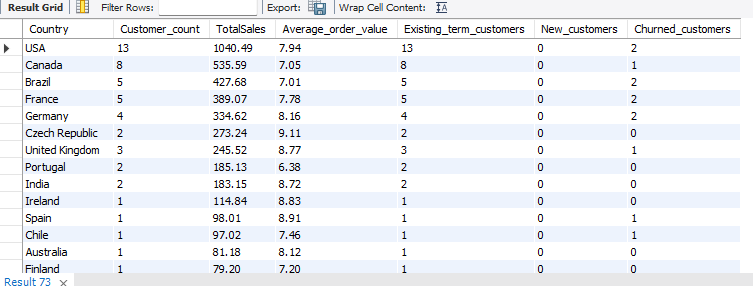 Result Grid Filter Rows: Export: Wrap Cell Content:
Country Customer_count TotalSales Average_order_value Existing_term_customers New_customers Churned_customers
USA 13 1040.49 7.94 13 0 2
Canada 8 535.59 7.05 8 0 1
Brazil 5 427.68 7.01 5 0 2
France 5 389.07 7.78 5 0 2
Germany 4 334.62 8.16 4 0 2
Czech Republic 2 273.24 9.11 2 0 0
United Kingdom 3 245.52 8.77 3 0 1
Portugal 2 185.13 6.38 2 0 0
India 2 183.15 8.72 2 0 0
Ireland 1 114.84 8.83 1 0 0
Spain 1 98.01 8.91 1 0 1
Chile 1 97.02 7.46 1 0 1
Australia 1 81.18 8.12 1 0 0
Finland 1 79.20 7.20 1 0 0
Result 73 x